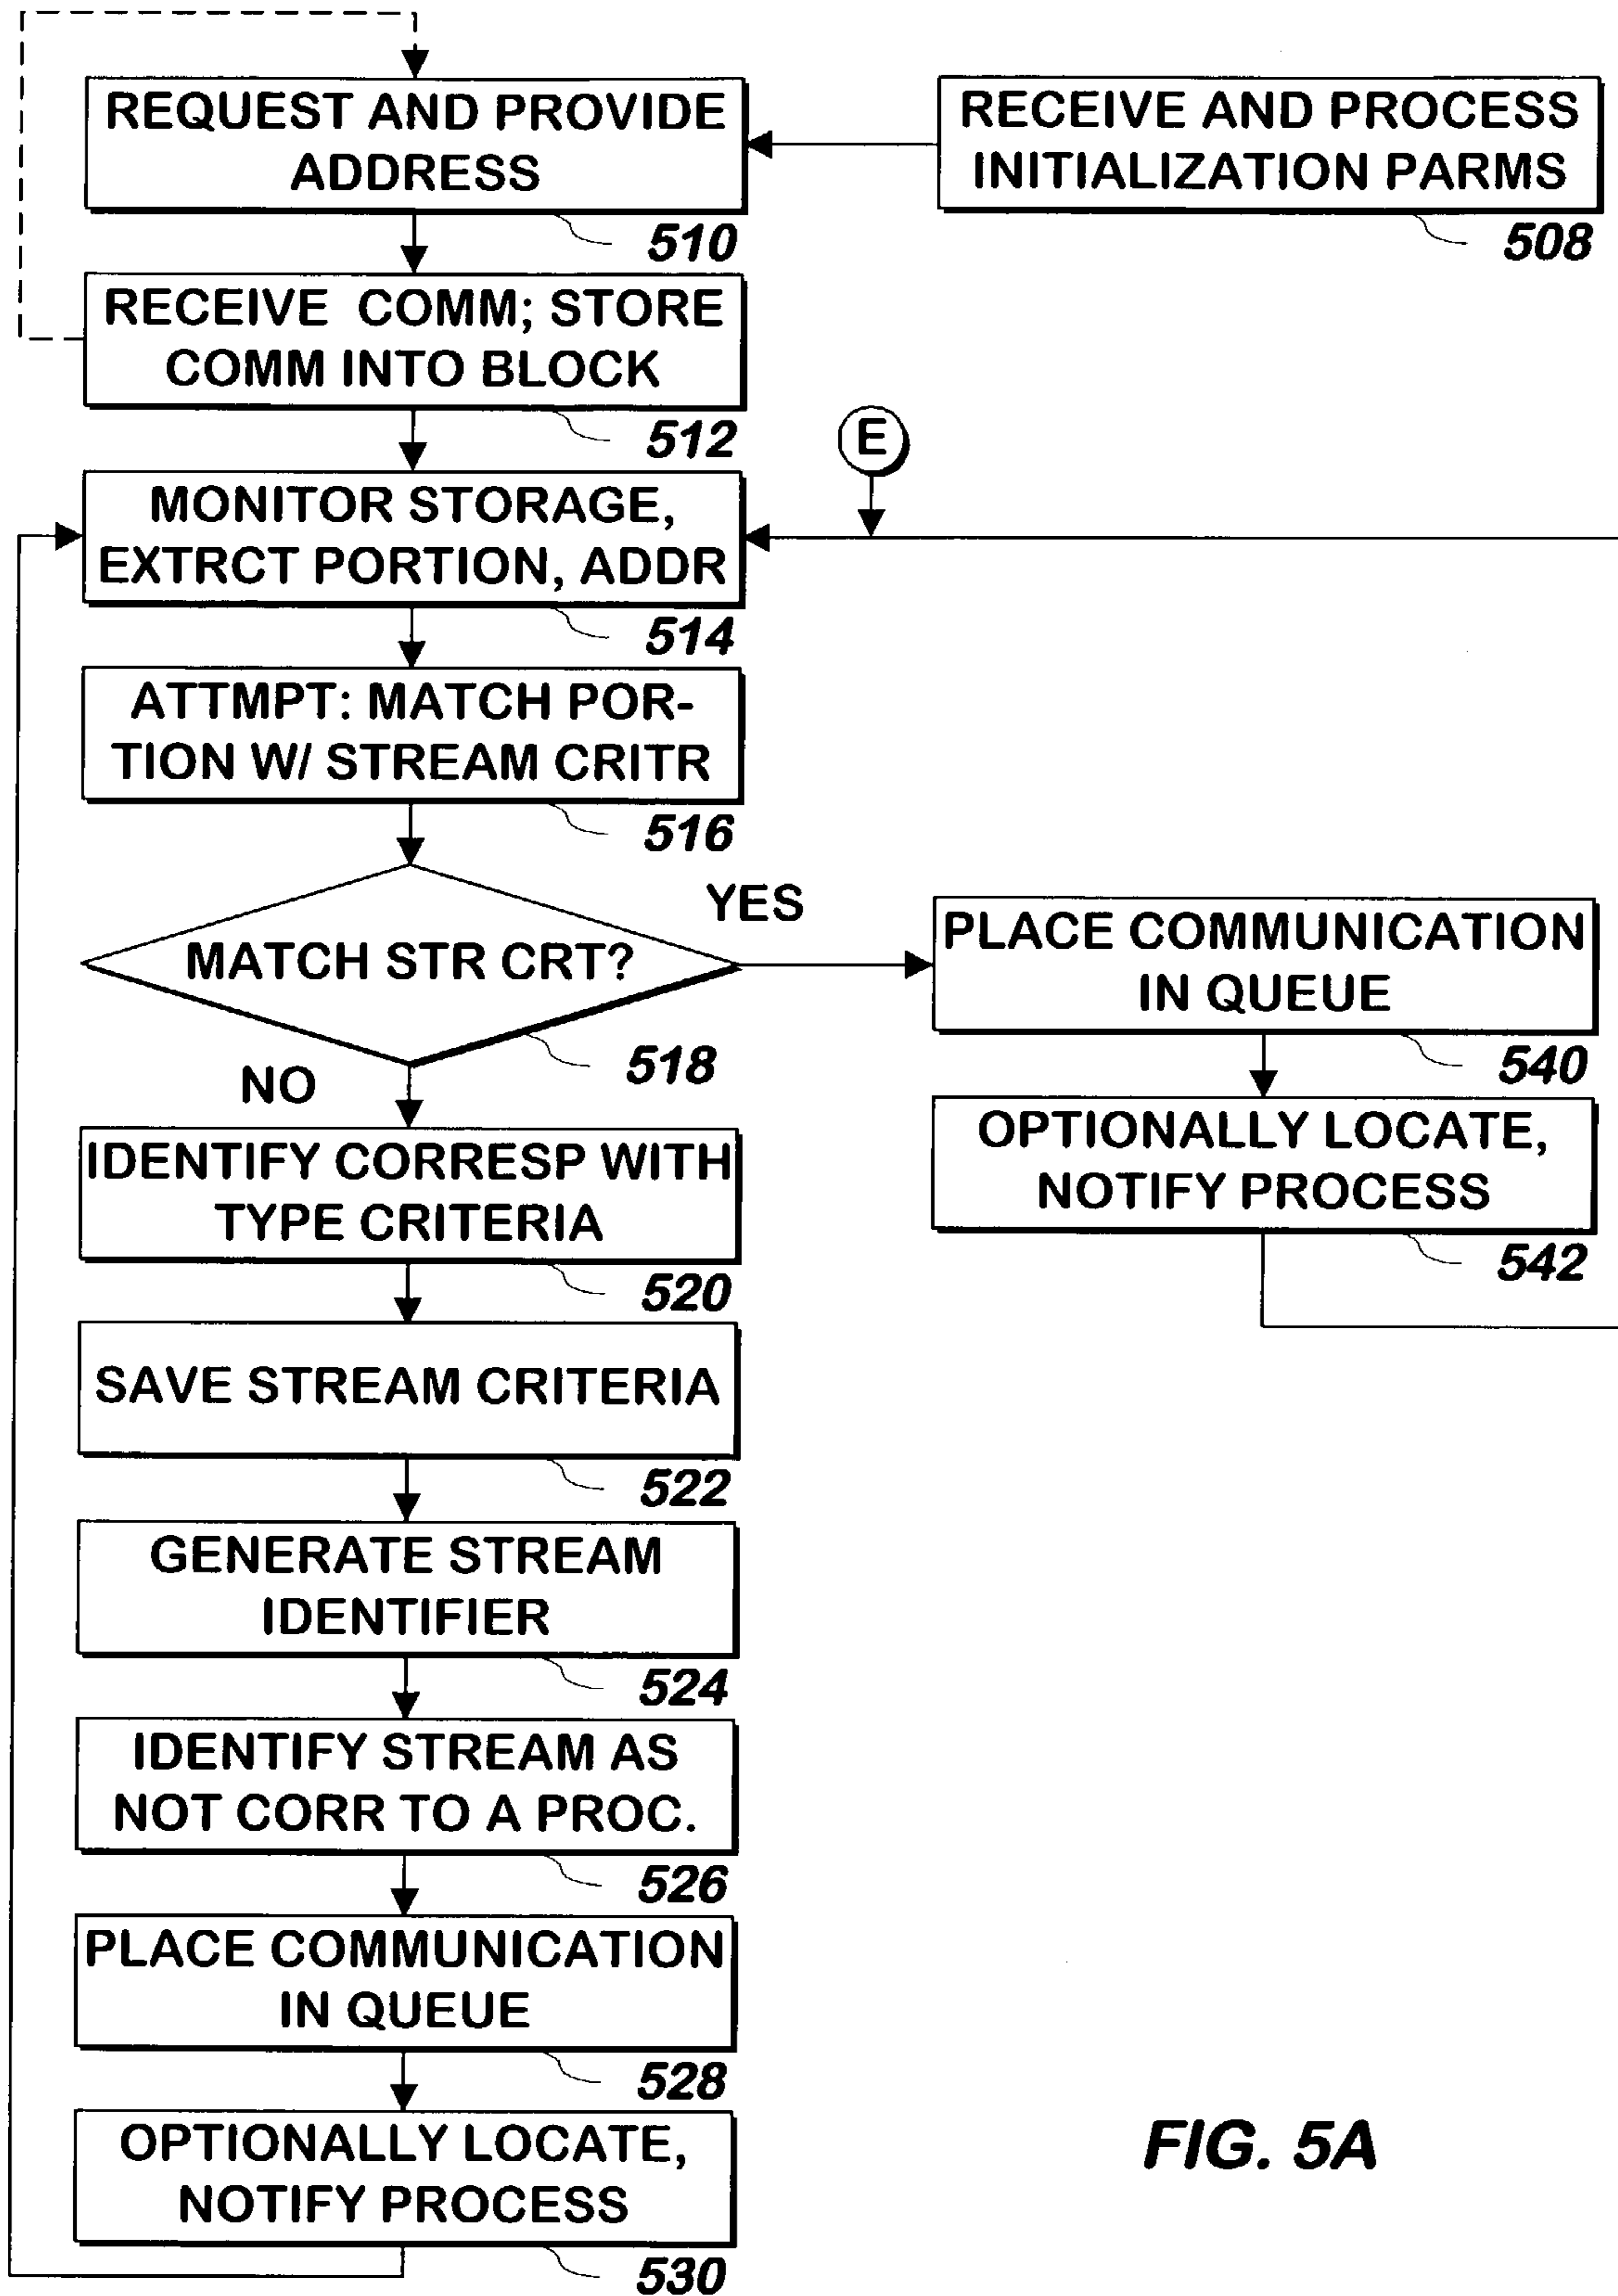 REQUEST AND PROVIDE
ADDRESS
510
RECEIVE AND PROCESS
INITIALIZATION PARMS
508
RECEIVE COMM; STORE
COMM INTO BLOCK
512
E
MONITOR STORAGE,
EXTRCT PORTION, ADDR
514
ATTMPT: MATCH POR-
TION W/ STREAM CRITR
516
MATCH STR CRT?
518
YES
NO
PLACE COMMUNICATION
IN QUEUE
540
OPTIONALLY LOCATE,
NOTIFY PROCESS
542
IDENTIFY CORRESP WITH
TYPE CRITERIA
520
SAVE STREAM CRITERIA
522
GENERATE STREAM
IDENTIFIER
524
IDENTIFY STREAM AS
NOT CORR TO A PROC.
526
PLACE COMMUNICATION
IN QUEUE
528
OPTIONALLY LOCATE,
NOTIFY PROCESS
530
FIG. 5A